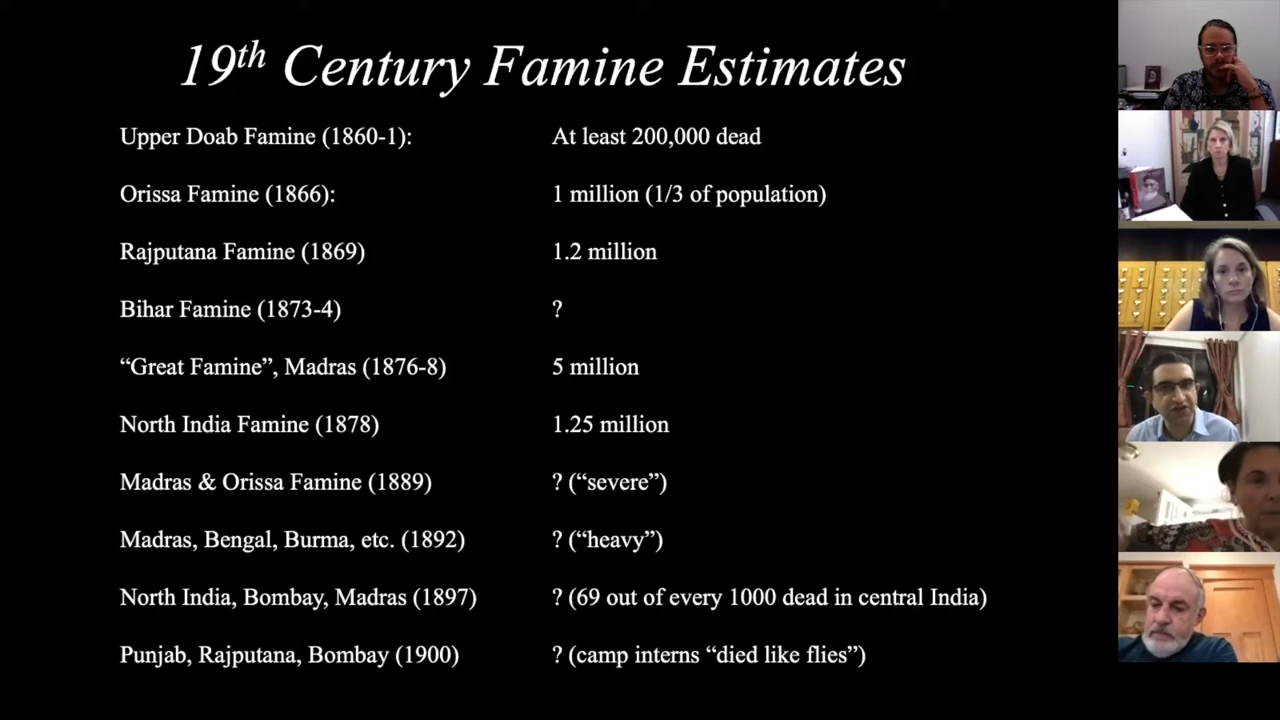 19th Century Famine Estimates
Upper Doab Famine (1860-1): At least 200,000 dead
Orissa Famine (1866): 1 million (1/3 of population)
Rajputana Famine (1869) 1.2 million
Bihar Famine (1873-4) ?
“Great Famine”, Madras (1876-8) 5 million
North India Famine (1878) 1.25 million
Madras & Orissa Famine (1889) ? (“severe”)
Madras, Bengal, Burma, etc. (1892) ? (“heavy”)
North India, Bombay, Madras (1897) ? (69 out of every 1000 dead in central India)
Punjab, Rajputana, Bombay (1900) ? (camp interns “died like flies”)